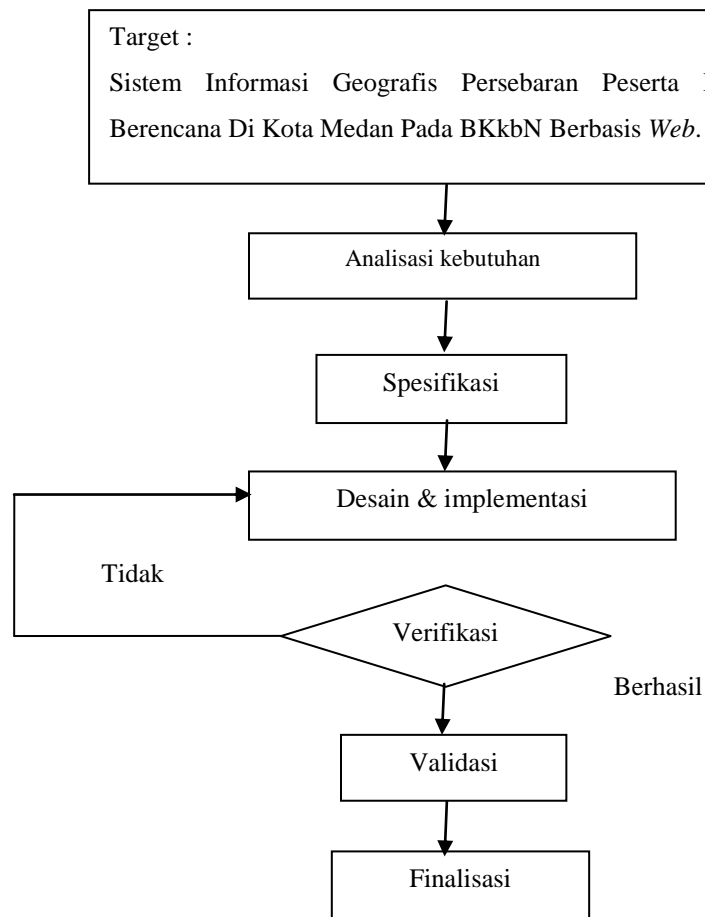 Target :
Sistem Informasi Geografis Persebaran Peserta
Berencana Di Kota Medan Pada BKkbN Berbasis Web.
Analisasi kebutuhan
Spesifikasi
Desain & implementasi
Tidak
Verifikasi
Berhasil
Validasi
Finalisasi